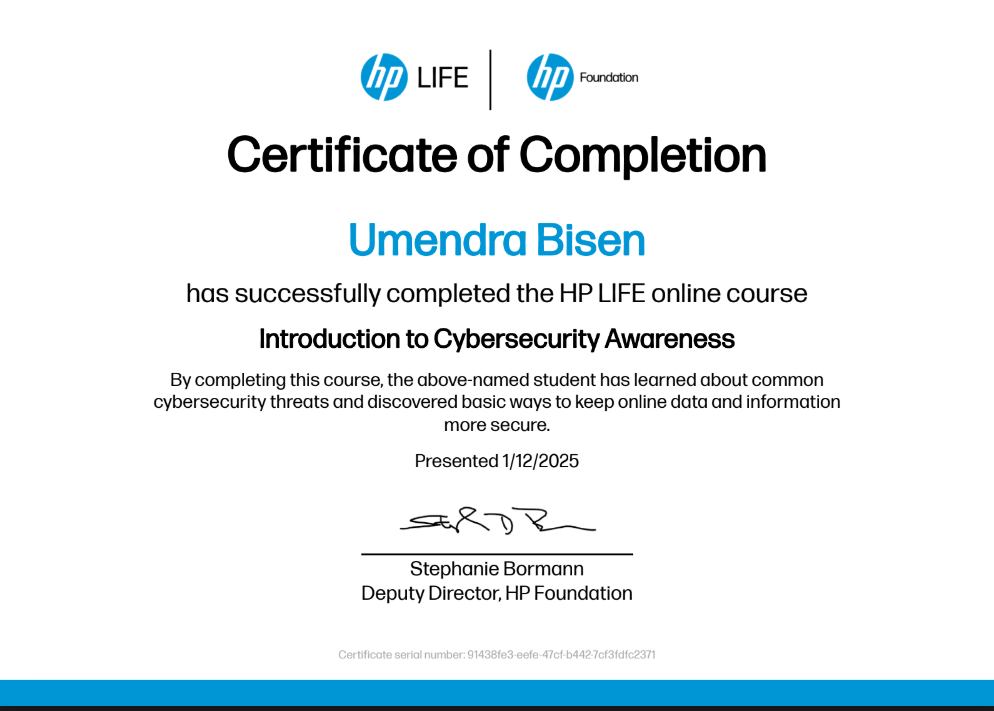 hp LIFE hp Foundation
Certificate of Completion
Umendra Bisen
has successfully completed the HP LIFE online course
Introduction to Cybersecurity Awareness
By completing this course, the above-named student has learned about common
cybersecurity threats and discovered basic ways to keep online data and information
more secure.
Presented 1/12/2025
Stephanie Bormann
Deputy Director, HP Foundation
Certificate serial number: 91438fe3-eefe-47cf-b442-7cf3fdfc2371